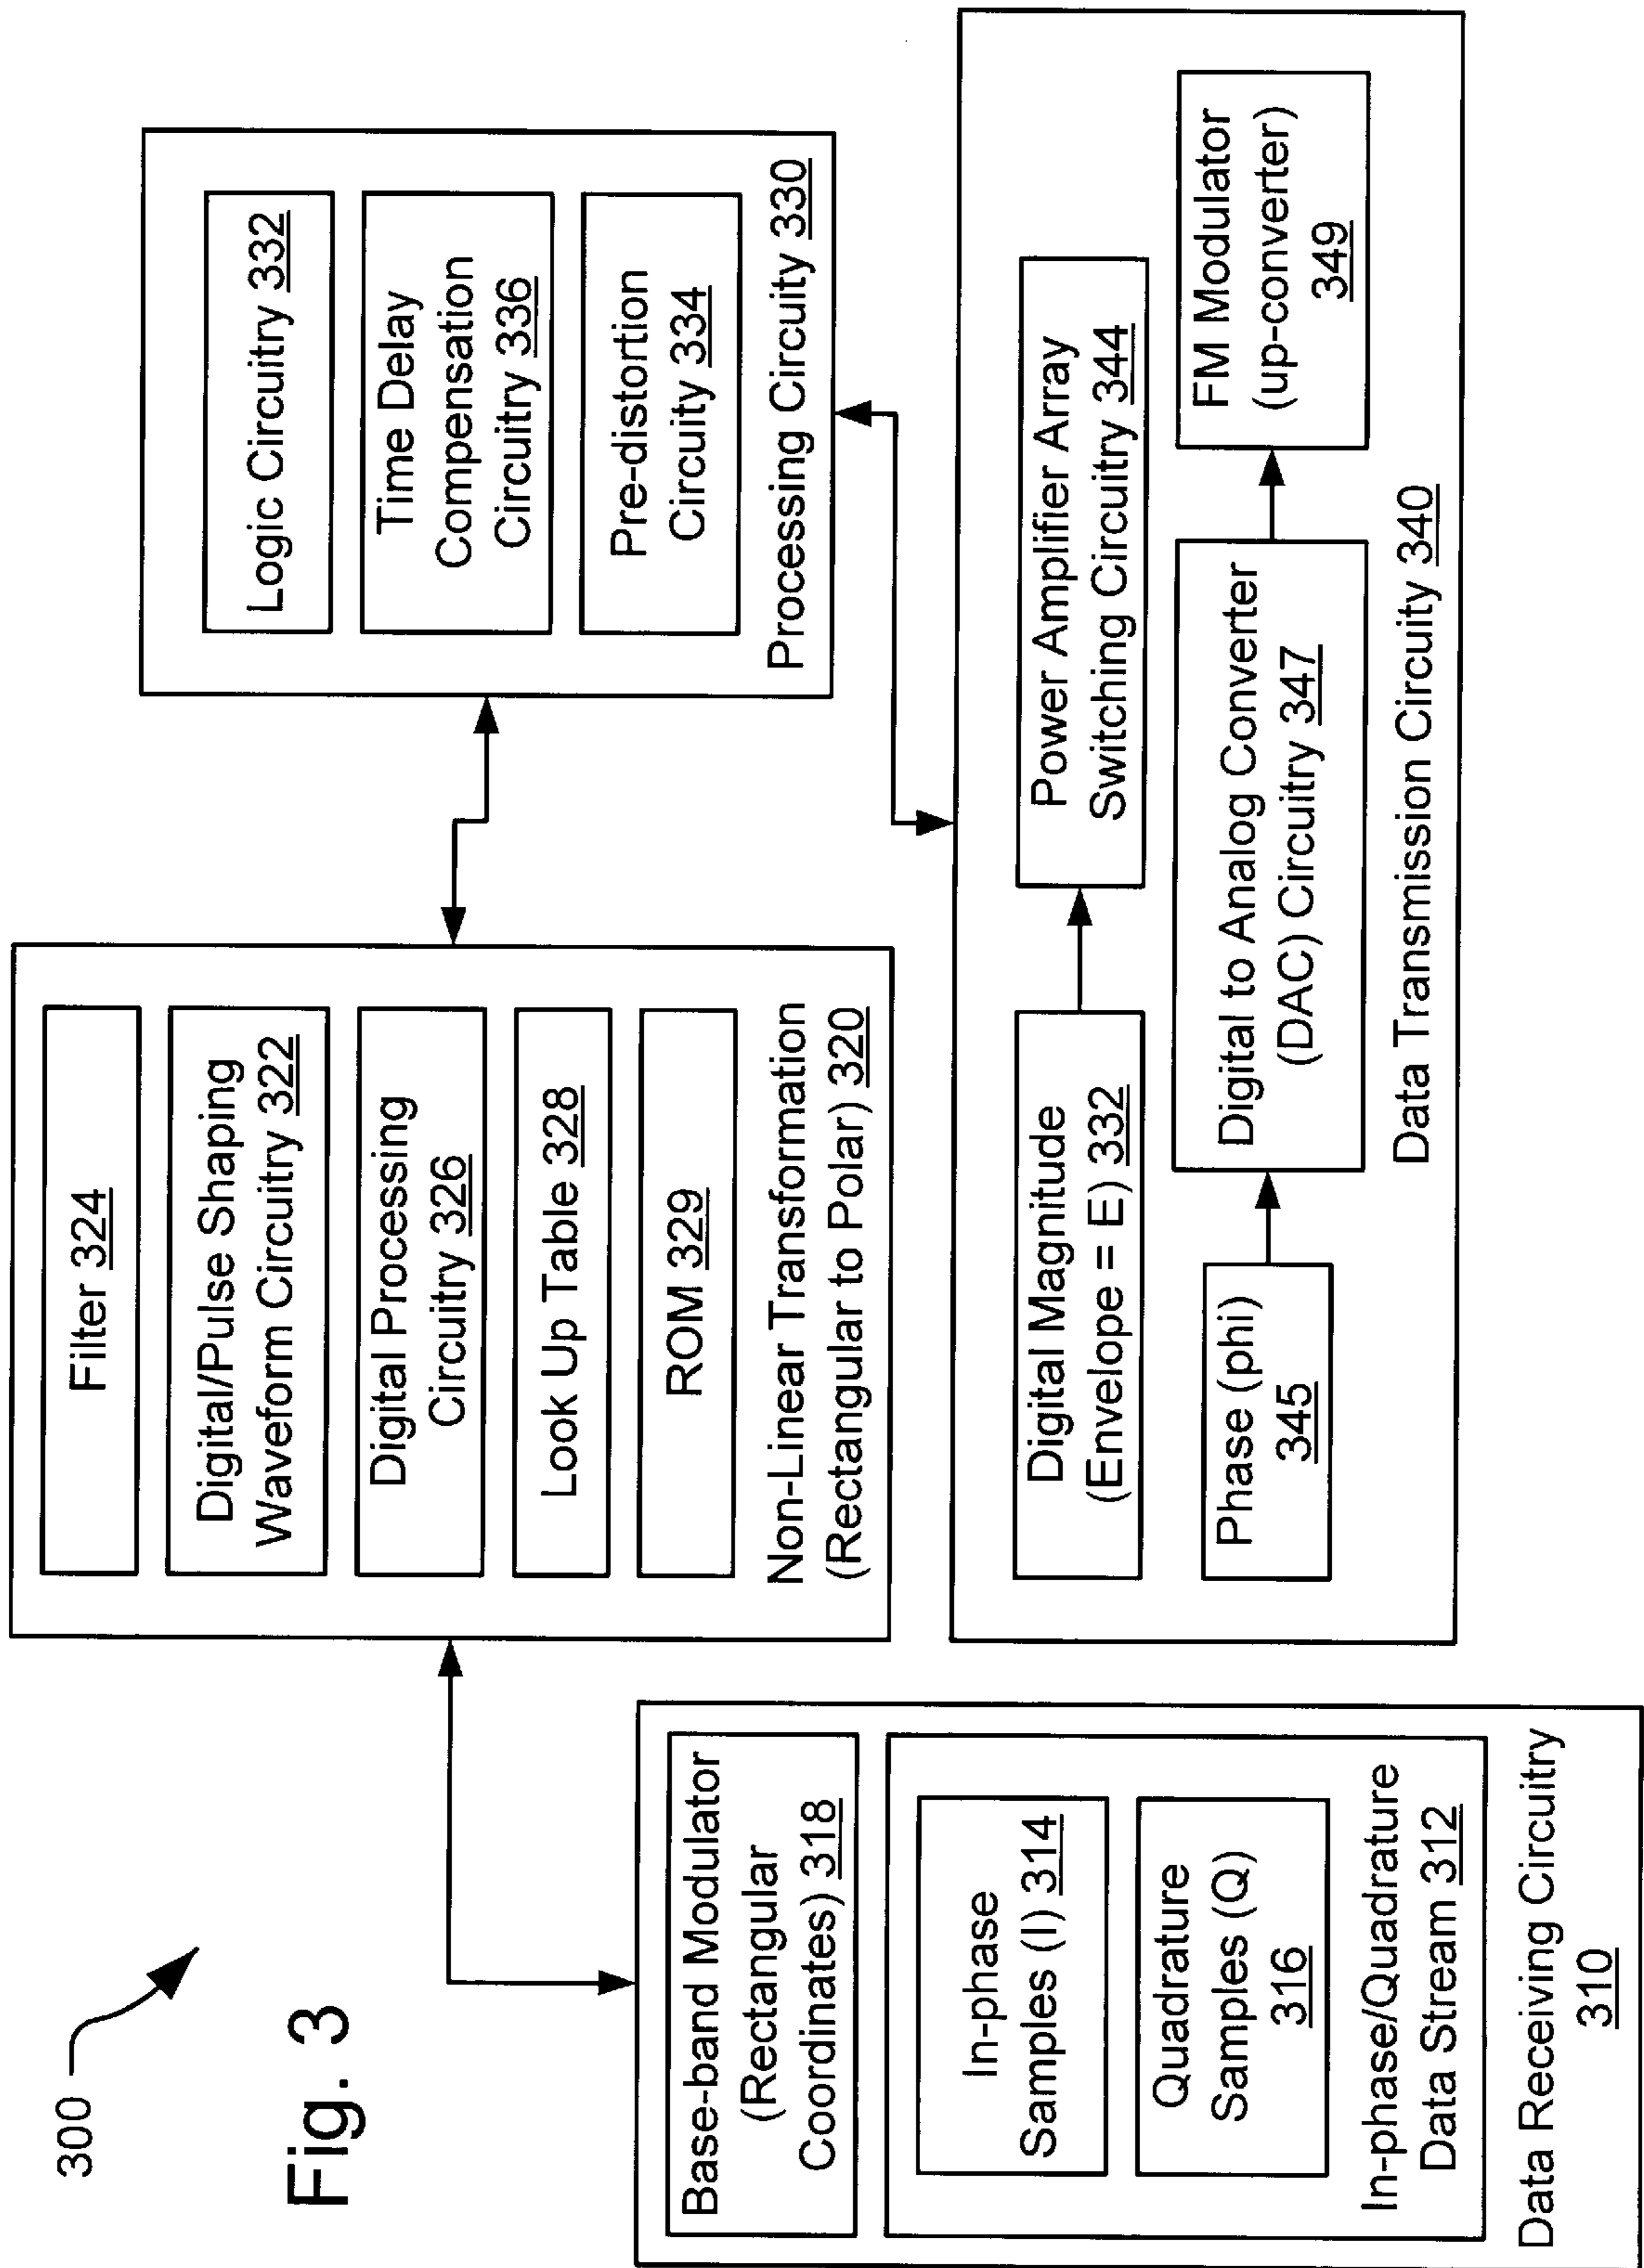 300
Fig. 3
Base-band Modulator
(Rectangular
Coordinates) 318
In-phase
Samples (I) 314
Quadrature
Samples (Q)
316
In-phase/Quadrature
Data Stream 312
Data Receiving Circuitry
310
Filter 324
Digital/Pulse Shaping
Waveform Circuitry 322
Digital Processing
Circuitry 326
Look Up Table 328
ROM 329
Non-Linear Transformation
(Rectangular to Polar) 320
Logic Circuitry 332
Time Delay
Compensation
Circuitry 336
Pre-distortion
Circuity 334
Processing Circuity 330
Digital Magnitude
(Envelope = E) 332
Power Amplifier Array
Switching Circuitry 344
Phase (phi)
345
Digital to Analog Converter
(DAC) Circuitry 347
FM Modulator
(up-converter)
349
Data Transmission Circuity 340